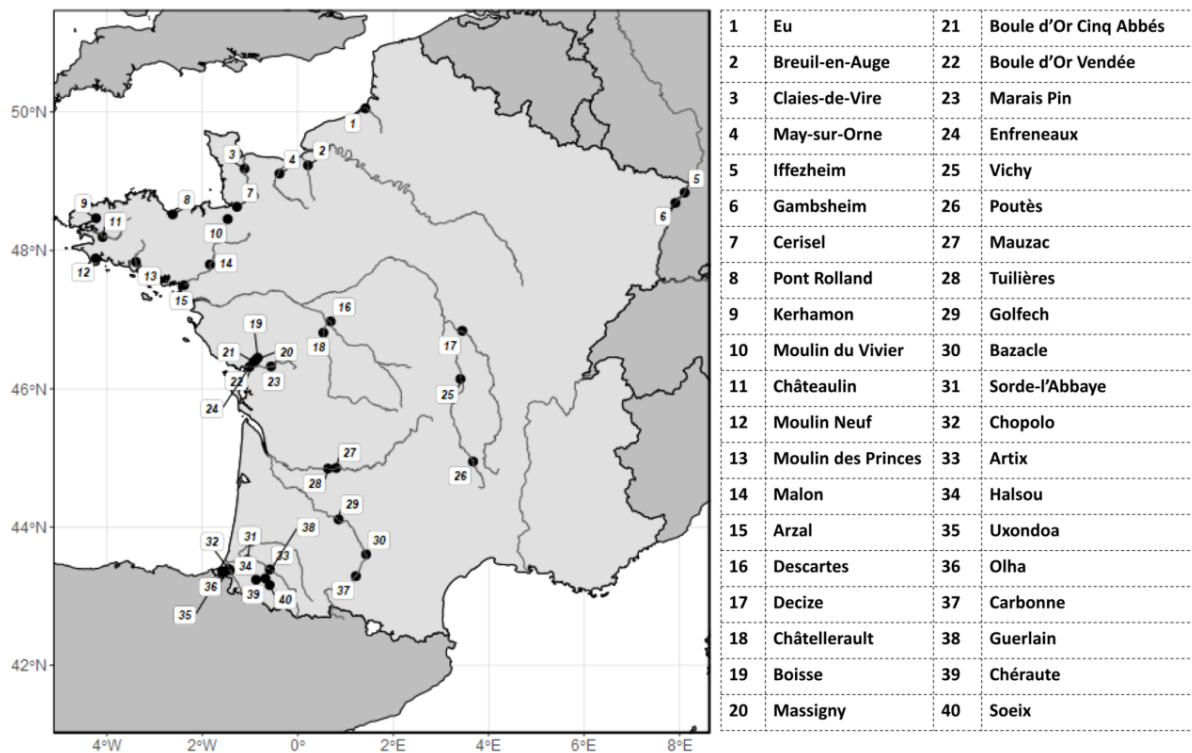 50°N
48°N
46°N
44°N
42°N
4°W 2°W 0° 2°E 4°E 6°E 8°E
1
2
3
4
5
6
7
8
9
10
11
12
13
14
15
16
17
18
19
20
21
22
23
24
25
26
27
28
29
30
31
32
33
34
35
36
37
38
39
40
1 Eu 21 Boule d'Or Cinq Abbés
2 Breuil-en-Auge 22 Boule d'Or Vendée
3 Claies-de-Vire 23 Marais Pin
4 May-sur-Orne 24 Enfreneaux
5 Iffezheim 25 Vichy
6 Gambsheim 26 Poutès
7 Cerisel 27 Mauzac
8 Pont Rolland 28 Tuilières
9 Kerhamon 29 Golfech
10 Moulin du Vivier 30 Bazacle
11 Châteaulin 31 Sorde-l'Abbaye
12 Moulin Neuf 32 Chopolo
13 Moulin des Princes 33 Artix
14 Malon 34 Halsou
15 Arzal 35 Uxondoa
16 Descartes 36 Olha
17 Decize 37 Carbonne
18 Châtellerault 38 Guerlain
19 Boisse 39 Chéraute
20 Massigny 40 Soeix